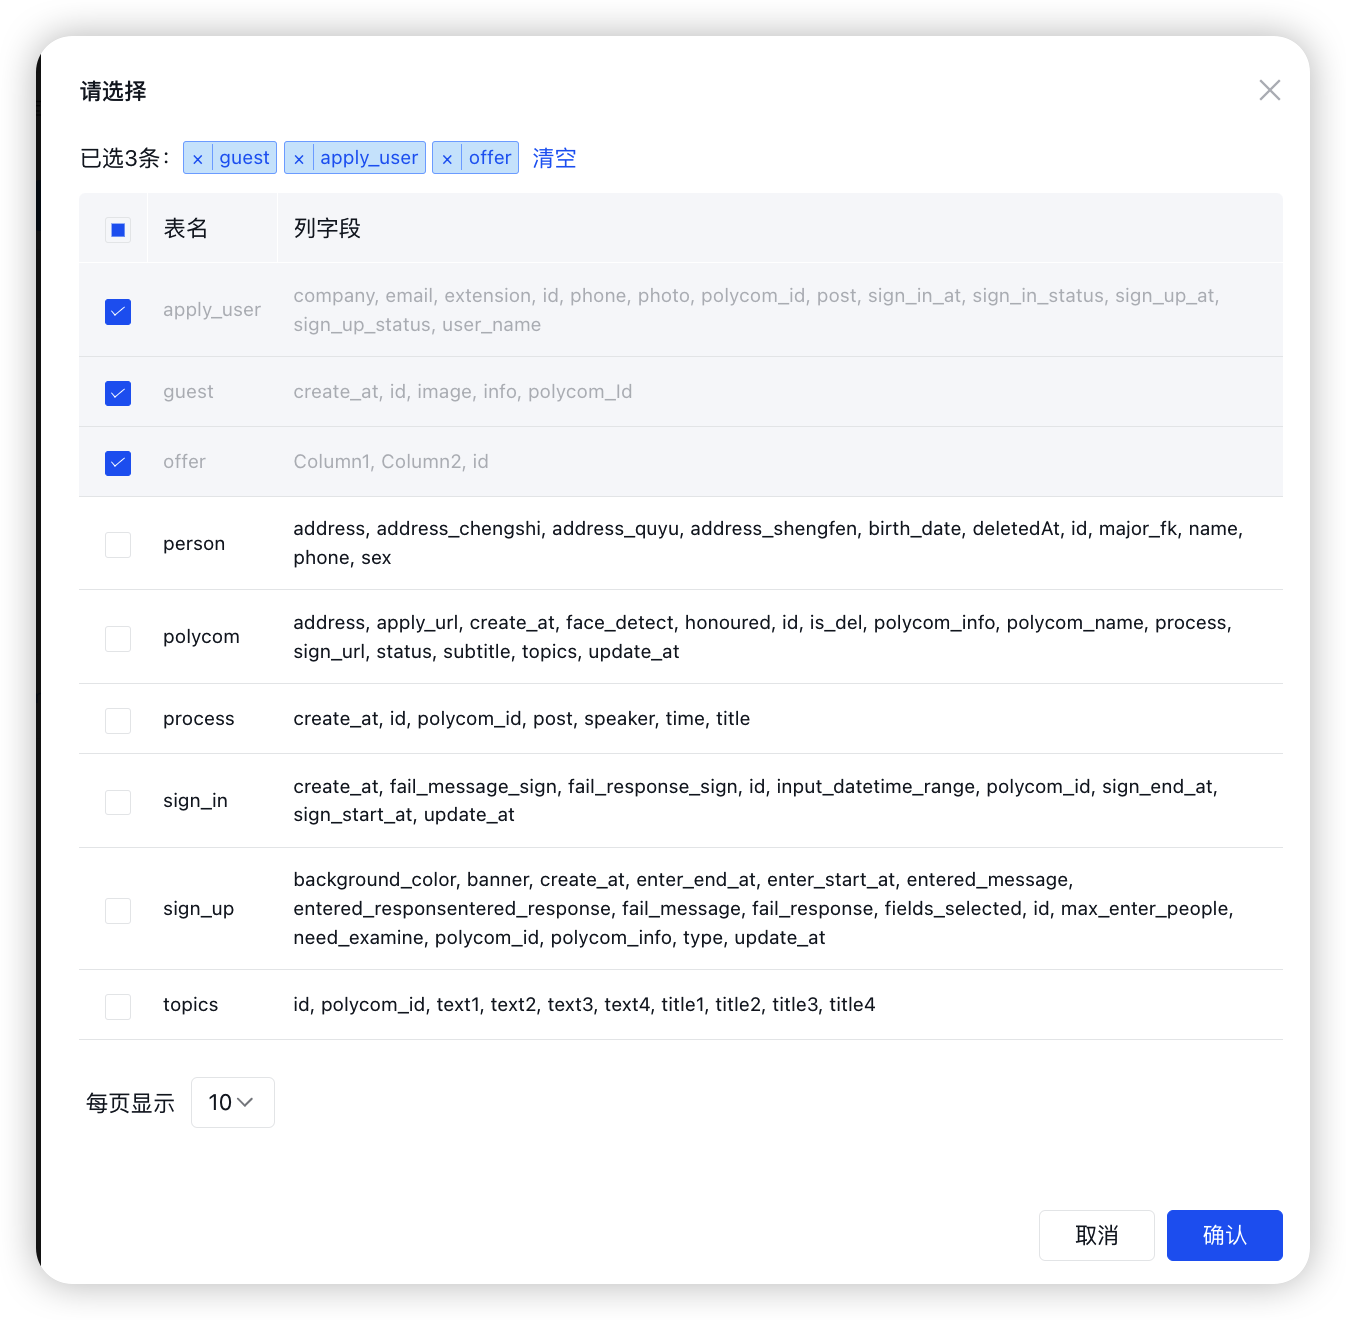 请选择
已选3条： × guest × apply_user × offer 清空
表名 列字段
apply_user company, email, extension, id, phone, photo, polycom_id, post, sign_in_at, sign_in_status, sign_up_at,
sign_up_status, user_name
guest create_at, id, image, info, polycom_Id
offer Column1, Column2, id
person address, address_chengshi, address_quyu, address_shengfen, birth_date, deletedAt, id, major_fk, name,
phone, sex
polycom address, apply_url, create_at, face_detect, honoured, id, is_del, polycom_info, polycom_name, process,
sign_url, status, subtitle, topics, update_at
process create_at, id, polycom_id, post, speaker, time, title
sign_in create_at, fail_message_sign, fail_response_sign, id, input_datetime_range, polycom_id, sign_end_at,
sign_start_at, update_at
sign_up background_color, banner, create_at, enter_end_at, enter_start_at, entered_message,
entered_responsentered_response, fail_message, fail_response, fields_selected, id, max_enter_people,
need_examine, polycom_id, polycom_info, type, update_at
topics id, polycom_id, text1, text2, text3, text4, title1, title2, title3, title4
每页显示 10
取消 确认